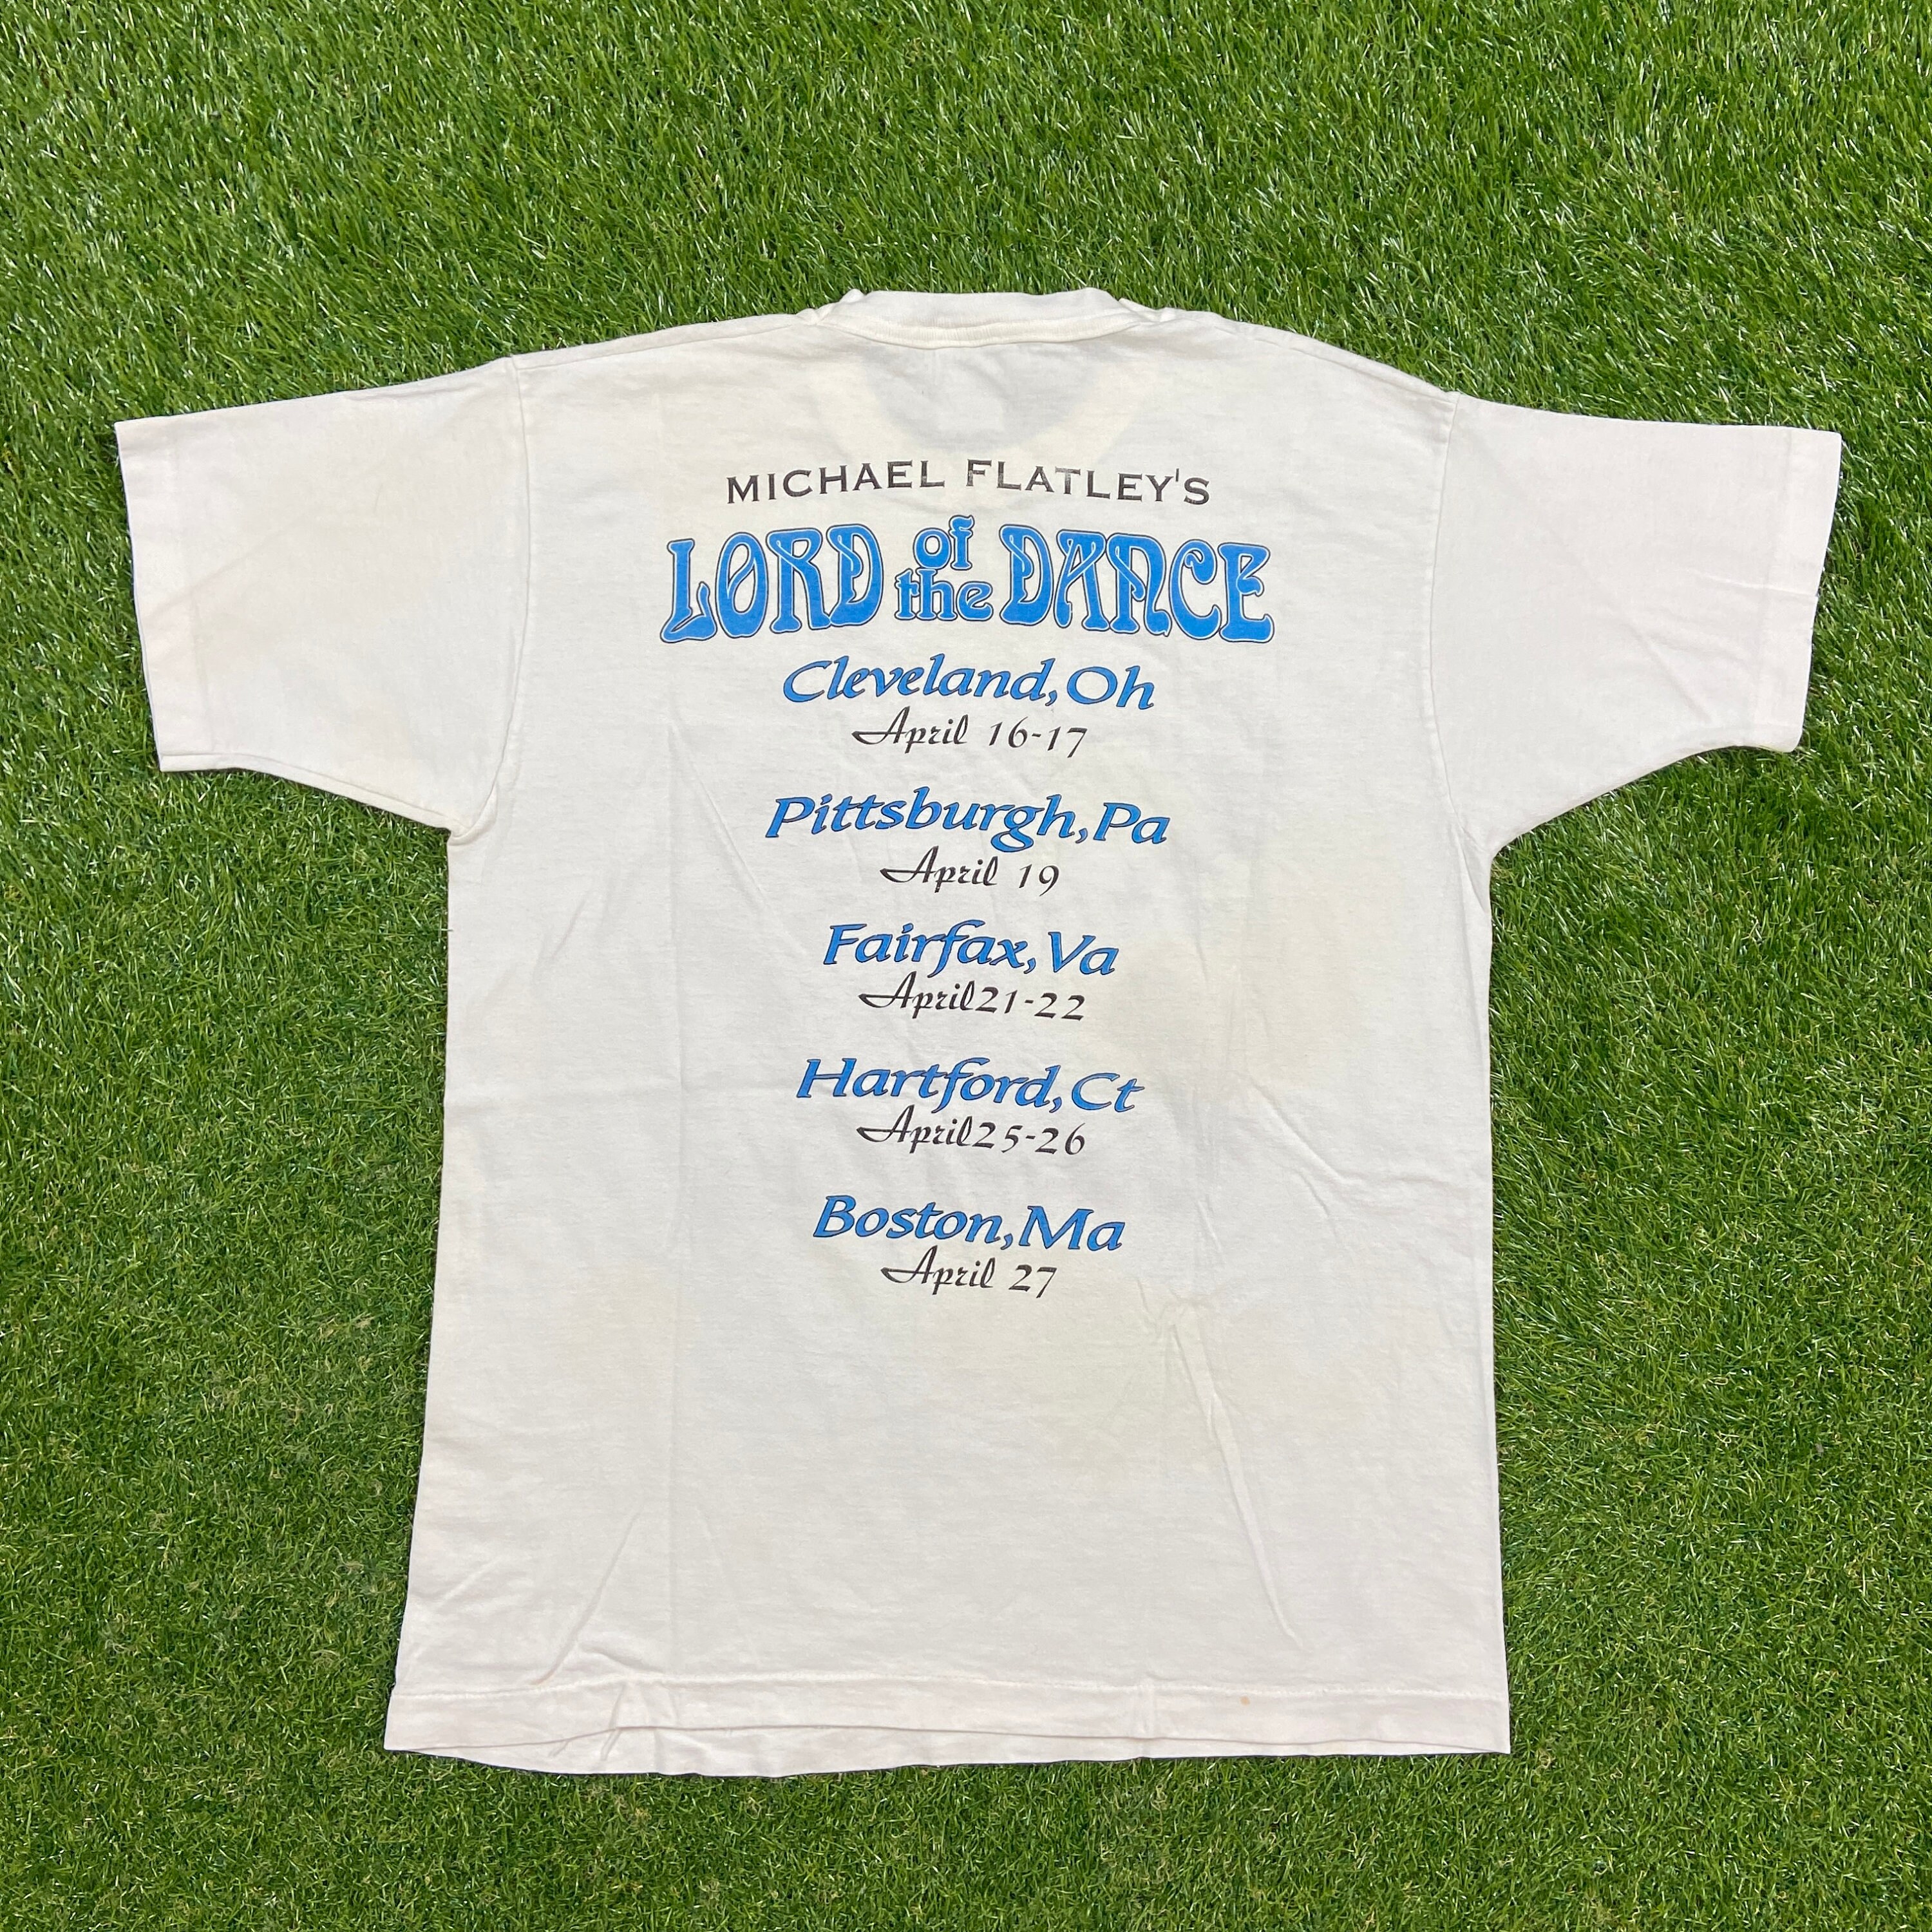 MICHAEL FLATLEY'S
LORD of the DANCE
Cleveland, Oh
April 16-17
Pittsburgh, Pa
April 19
Fairfax, Va
April 21-22
Hartford, Ct
April 25-26
Boston, Ma
April 27